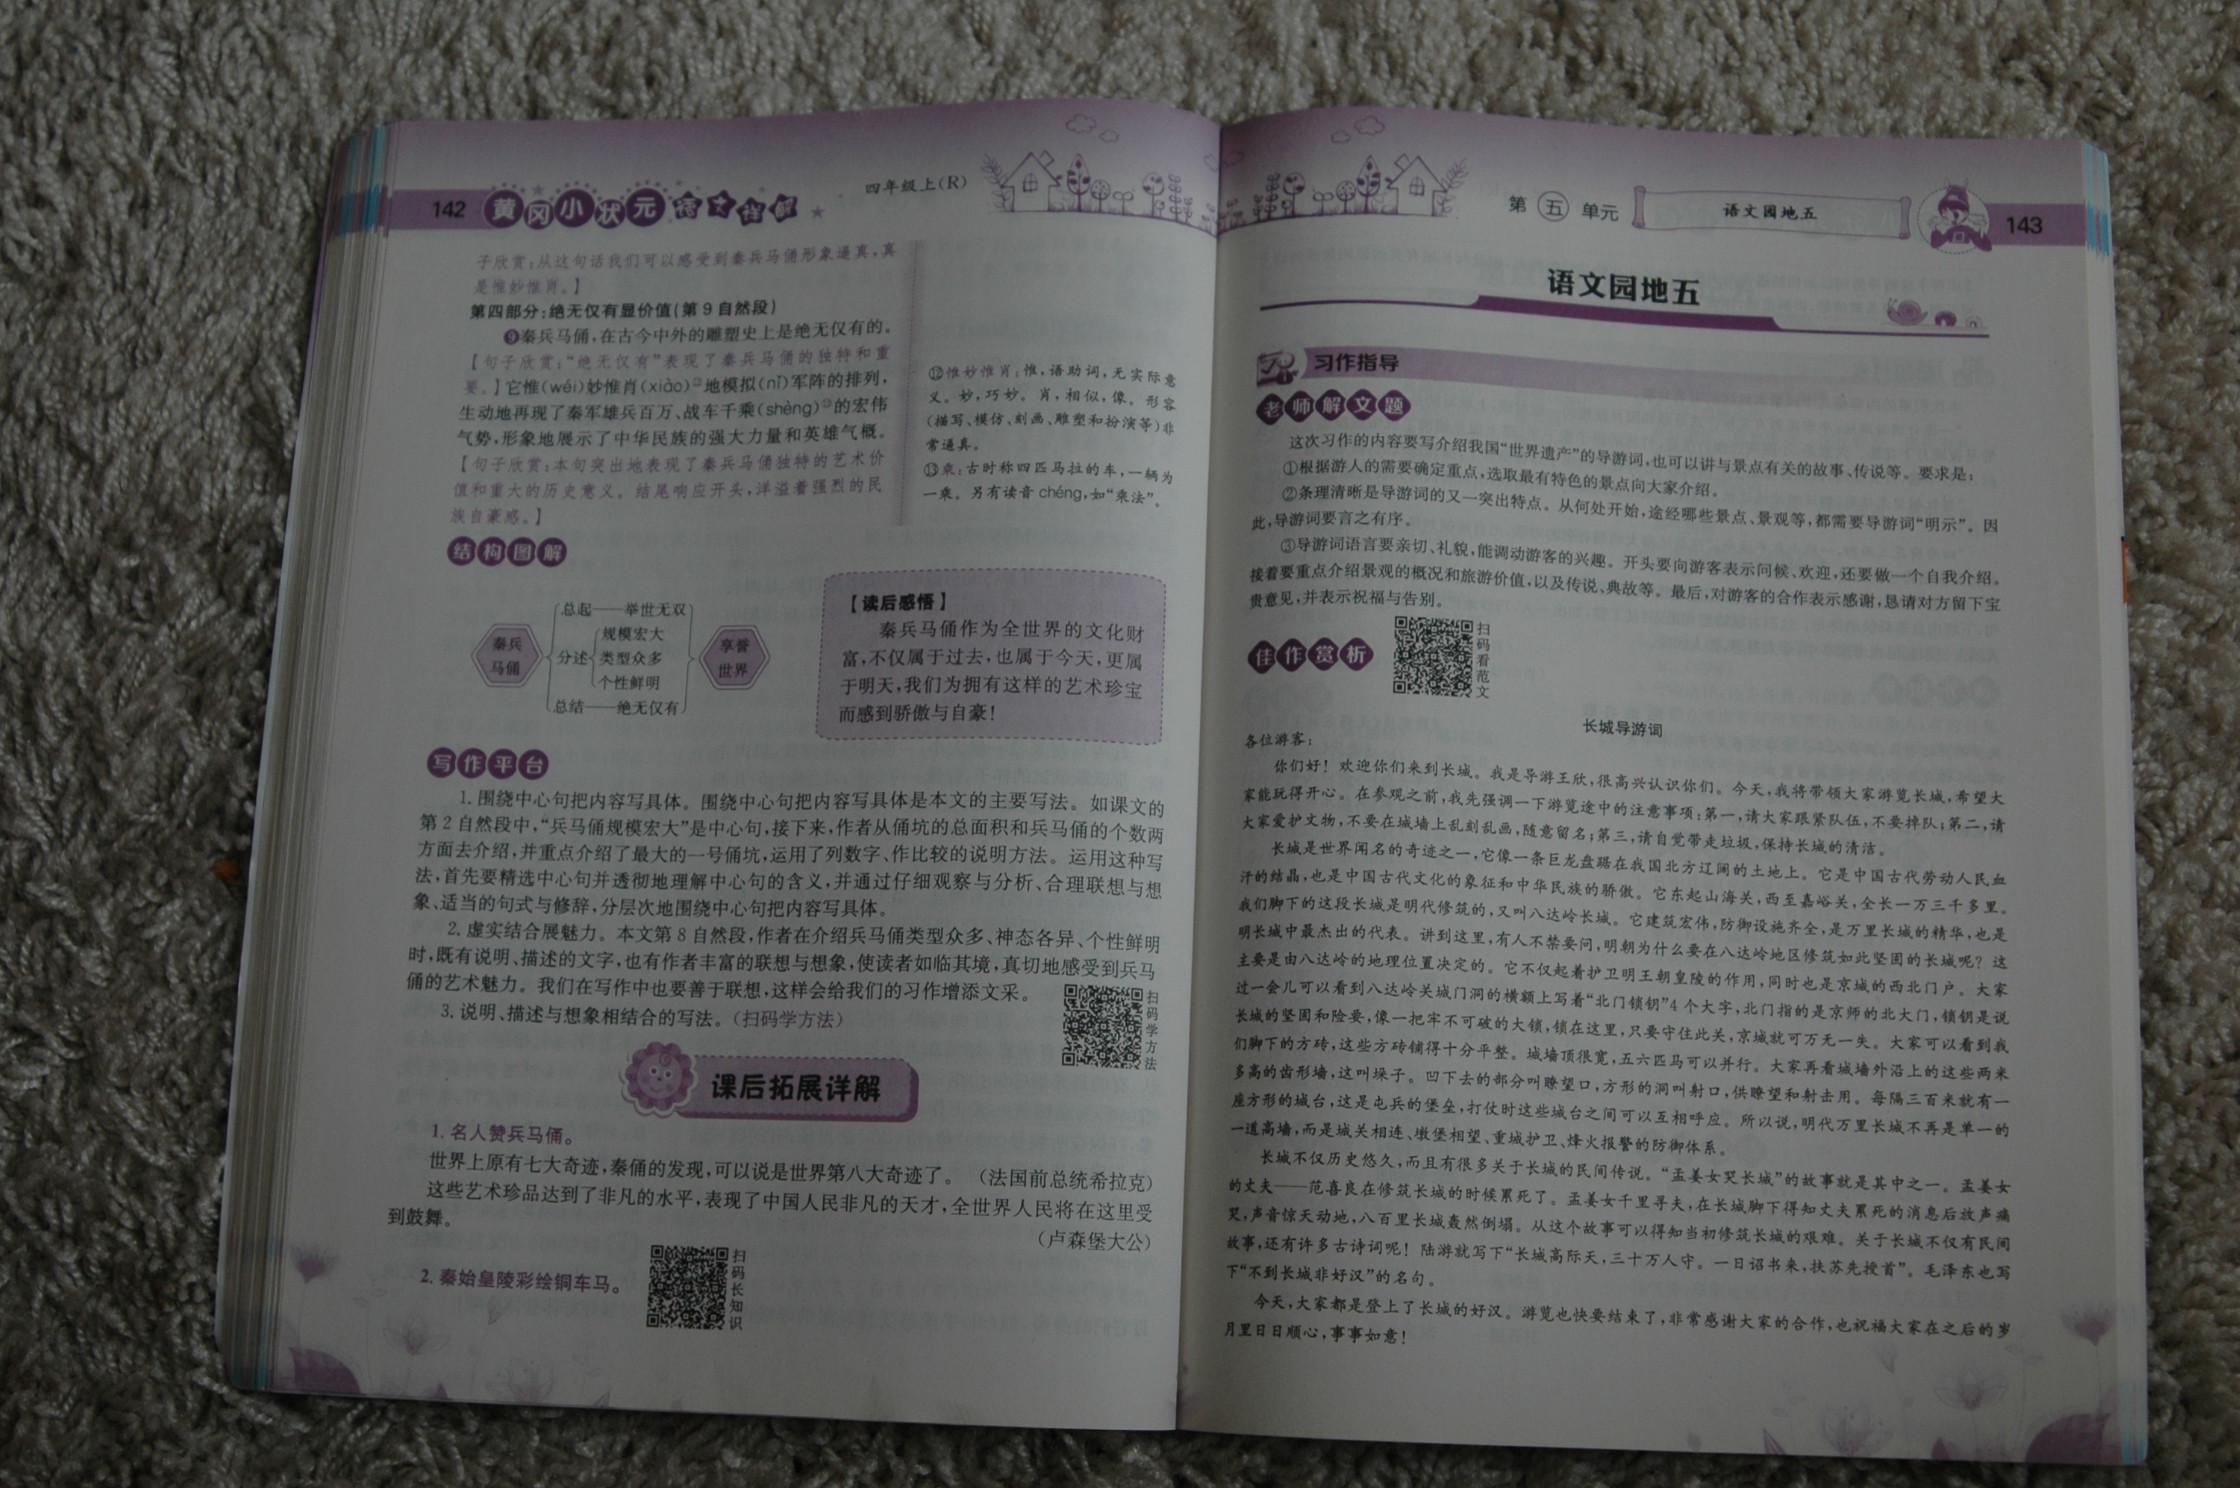 142 黄冈小状元 四年级上(R)
子欣赏:从这句话我们可以感受到秦兵马俑形象逼真,真
是惟妙惟肖。】
第四部分:绝无仅有显价值(第9自然段)
❾秦兵马俑,在古今中外的雕塑史上是绝无仅有的。
【句子欣赏:“绝无仅有”表现了秦兵马俑的独特和重
要。】它惟(wéi)妙惟肖(xiào)⑫地模拟(nǐ)军阵的排列,
生动地再现了秦军雄兵百万、战车千乘(shèng)⑬的宏伟
气势,形象地展示了中华民族的强大力量和英雄气概。
【句子欣赏:本句突出地表现了秦兵马俑独特的艺术价
值和重大的历史意义。结尾响应开头,洋溢着强烈的民
族自豪感。】
⑫惟妙惟肖:惟,语助词,无实际意
义。妙,巧妙。肖,相似,像。形容
(描写、模仿、刻画、雕塑和扮演等)非
常逼真。
⑬乘:古时称四匹马拉的车,一辆为
一乘。另有读音 chéng,如“乘法”。
结构图解
秦兵
马俑
总起——举世无双
分述
规模宏大
类型众多
个性鲜明
总结——绝无仅有
享誉
世界
【读后感悟】
秦兵马俑作为全世界的文化财
富,不仅属于过去,也属于今天,更属
于明天,我们为拥有这样的艺术珍宝
而感到骄傲与自豪!
写作平台
1.围绕中心句把内容写具体。围绕中心句把内容写具体是本文的主要写法。如课文的
第2自然段中,“兵马俑规模宏大”是中心句,接下来,作者从俑坑的总面积和兵马俑的个数两
方面去介绍,并重点介绍了最大的一号俑坑,运用了列数字、作比较的说明方法。运用这种写
法,首先要精选中心句并透彻地理解中心句的含义,并通过仔细观察与分析、合理联想与想
象、适当的句式与修辞,分层次地围绕中心句把内容写具体。
2.虚实结合展魅力。本文第8自然段,作者在介绍兵马俑类型众多、神态各异、个性鲜明
时,既有说明、描述的文字,也有作者丰富的联想与想象,使读者如临其境,真切地感受到兵马
俑的艺术魅力。我们在写作中也要善于联想,这样会给我们的习作增添文采。
3.说明、描述与想象相结合的写法。(扫码学方法)
扫码学方法
课后拓展详解
1.名人赞兵马俑。
世界上原有七大奇迹,秦俑的发现,可以说是世界第八大奇迹了。(法国前总统希拉克)
这些艺术珍品达到了非凡的水平,表现了中国人民非凡的天才,全世界人民将在这里受
到鼓舞。(卢森堡大公)
2.秦始皇陵彩绘铜车马。
扫码长知识
第五单元 语文园地五 143
语文园地五
习作指导
老师解文题
这次习作的内容要写介绍我国“世界遗产”的导游词,也可以讲与景点有关的故事、传说等。要求是:
①根据游人的需要确定重点,选取最有特色的景点向大家介绍。
②条理清晰是导游词的又一突出特点。从何处开始,途经哪些景点、景观等,都需要导游词“明示”。因
此,导游词要言之有序。
③导游词语言要亲切、礼貌,能调动游客的兴趣。开头要向游客表示问候、欢迎,还要做一个自我介绍。
接着要重点介绍景观的概况和旅游价值,以及传说、典故等。最后,对游客的合作表示感谢,恳请对方留下宝
贵意见,并表示祝福与告别。
佳作赏析
扫码看范文
长城导游词
各位游客:
你们好!欢迎你们来到长城。我是导游王欣,很高兴认识你们。今天,我将带领大家游览长城,希望大
家能玩得开心。在参观之前,我先强调一下游览途中的注意事项:第一,请大家跟紧队伍,不要掉队;第二,请
大家爱护文物,不要在城墙上乱刻乱画,随意留名;第三,请自觉带走垃圾,保持长城的清洁。
长城是世界闻名的奇迹之一,它像一条巨龙盘踞在我国北方辽阔的土地上。它是中国古代劳动人民血
汗的结晶,也是中国古代文化的象征和中华民族的骄傲。它东起山海关,西至嘉峪关,全长一万三千多里。
我们脚下的这段长城是明代修筑的,又叫八达岭长城。它建筑宏伟,防御设施齐全,是万里长城的精华,也是
明长城中最杰出的代表。讲到这里,有人不禁要问,明朝为什么要在八达岭地区修筑如此坚固的长城呢?这
主要是由八达岭的地理位置决定的。它不仅起着护卫明王朝皇陵的作用,同时也是京城的西北门户。大家
过一会儿可以看到八达岭关城门洞的横额上写着“北门锁钥”4个大字,北门指的是京师的北大门,锁钥是说
长城的坚固和险要,像一把牢不可破的大锁,锁在这里,只要守住此关,京城就可万无一失。大家可以看到我
们脚下的方砖,这些方砖铺得十分平整。城墙顶很宽,五六匹马可以并行。大家再看城墙外沿上的这些两米
多高的齿形墙,这叫垛子。凹下去的部分叫瞭望口,方形的洞叫射口,供瞭望和射击用。每隔三百来米就有一
座方形的城台,这是屯兵的堡垒,打仗时这些城台之间可以互相呼应。所以说,明代万里长城不再是单一的
一道高墙,而是城关相连、墩堡相望、重城护卫、烽火报警的防御体系。
长城不仅历史悠久,而且有很多关于长城的民间传说。“孟姜女哭长城”的故事就是其中之一。孟姜女
的丈夫——范喜良在修筑长城的时候累死了。孟姜女千里寻夫,在长城脚下得知丈夫累死的消息后放声痛
哭,声音惊天动地,八百里长城轰然倒塌。从这个故事可以得知当初修筑长城的艰难。关于长城不仅有民间
故事,还有许多古诗词呢!陆游就写下“长城高际天,三十万人守。一日诏书来,扶苏先授首”。毛泽东也写
下“不到长城非好汉”的名句。
今天,大家都是登上了长城的好汉。游览也快要结束了,非常感谢大家的合作,也祝福大家在之后的岁
月里日日顺心,事事如意!